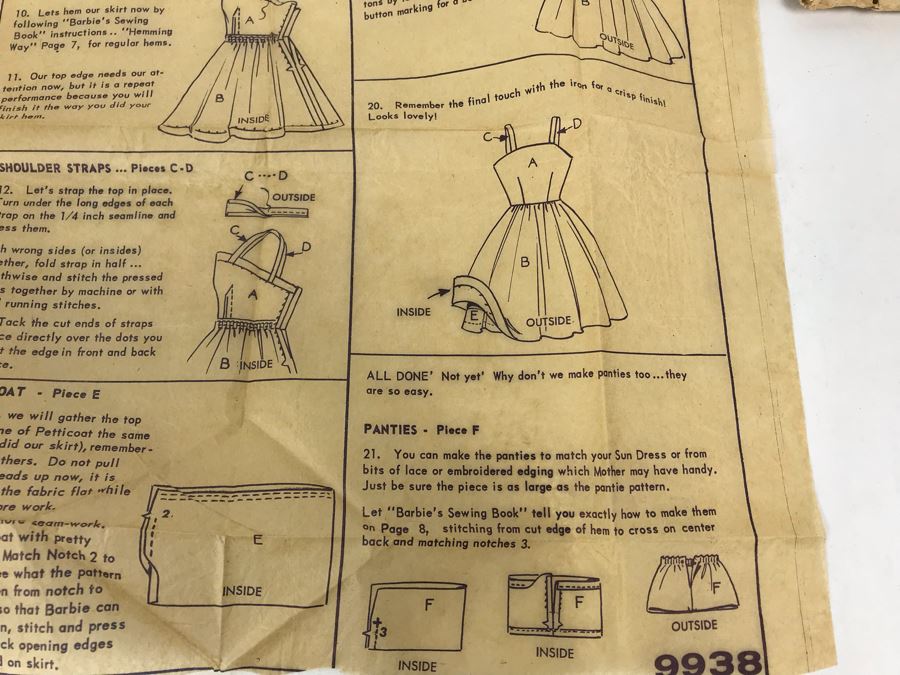 10. Lets hem our skirt now by
following "Barbie's Sewing
Book" instructions.. "Hemming
Way" Page 7, for regular hems.
11. Our top edge needs our at-
tention now, but it is a repeat
performance because you will
finish it the way you did your
skirt hem.
A
B
INSIDE
SHOULDER STRAPS ... Pieces C-D
12. Let's strap the top in place.
Turn under the long edges of each
strap on the 1/4 inch seamline and
press them.
wrong sides (or insides)
fold strap in half ...
and stitch the pressed
together by machine or with
running stitches.
Tack the cut ends of straps
directly over the dots you
the edge in front and back
C ---- D
OUTSIDE
C
D
A
B INSIDE
- Piece E
we will gather the top
of Petticoat the same
did our skirt), remember-
Do not pull
up now, it is
the fabric flat while
work.
seam-work.
with pretty
Match Notch 2 to
what the pattern
from notch to
so that Barbie can
stitch and press
opening edges
on skirt.
2.
E
INSIDE
button marking for a
B
OUTSIDE
20. Remember the final touch with the iron for a crisp finish!
Looks lovely!
C
D
A
B
INSIDE
E
OUTSIDE
ALL DONE' Not yet' Why don't we make panties too...they
are so easy.
PANTIES - Piece F
21. You can make the panties to match your Sun Dress or from
bits of lace or embroidered edging which Mother may have handy.
Just be sure the piece is as large as the pantie pattern.
Let "Barbie's Sewing Book" tell you exactly how to make them
on Page 8, stitching from cut edge of hem to cross on center
back and matching notches 3.
F
3
INSIDE
F
INSIDE
F
OUTSIDE
9938